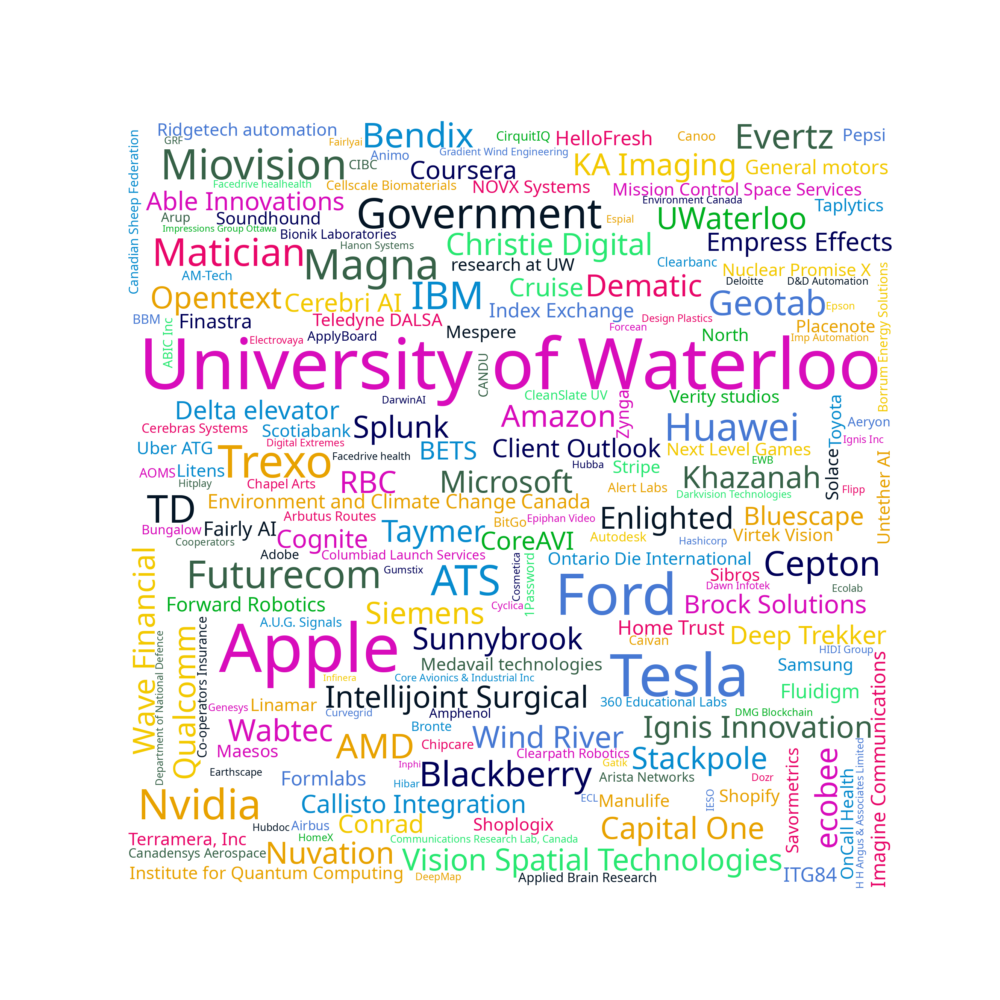 Ridgetech automation
GRF
Fairlyai
Bendix
CirquitIQ
HelloFresh
Canoo
Evertz
Pepsi
Canadian Sheep Federation
Miovision
CIBC
Animo
Gradient Wind Engineering
Coursera
KA Imaging
General motors
Facedrive healhealth
Cellscale Biomaterials
NOVX Systems
Mission Control Space Services
Able Innovations
Environment Canada
Taplytics
Arup
Soundhound
Government
Espial
UWaterloo
Impressions Group Ottawa
Bionik Laboratories
Matician
Hanon Systems
Christie Digital
Empress Effects
Magna
research at UW
Clearbanc
Nuclear Promise X
AM-Tech
Cruise
Dematic
Deloitte
D&D Automation
Opentext
Cerebri AI
IBM
Index Exchange
Geotab
Epson
BBM
Finastra
Teledyne DALSA
Mespere
Forcean
Design Plastics
North
Placenote
Imp Automation
Borrum Energy Solutions
ABIC Inc
Electrovaya
ApplyBoard
University of Waterloo
CANDU
DarwinAI
CleanSlate UV
Zynga
Verity studios
Delta elevator
Amazon
Toyota
Solace
Aeryon
Cerebras Systems
Scotiabank
Splunk
Huawei
Ignis Inc
Uber ATG
Digital Extremes
Facedrive health
BETS
Client Outlook
Next Level Games
Untether AI
AOMS
Litens
Trexo
Hubba
Stripe
EWB
Khazanah
Hitplay
Chapel Arts
RBC
Microsoft
Alert Labs
Darkvision Technologies
Flipp
TD
Environment and Climate Change Canada
Arbutus Routes
BitGo
Epiphan Video
Enlighted
Bluescape
Bungalow
Fairly AI
Cognite
Taymer
CoreAVI
Autodesk
Hashicorp
Virtek Vision
Cooperators
Adobe
Columbiad Launch Services
Ontario Die International
Cepton
Wave Financial
Futurecom
Gumstix
ATS
Cosmetica
1Password
Ford
Sibros
Dawn Infotek
Ecolab
Forward Robotics
Siemens
Cyclica
Brock Solutions
A.U.G. Signals
Home Trust
Caivan
Deep Trekker
Department of National Defence
Qualcomm
Co-operators Insurance
Apple
Sunnybrook
HIDI Group
Medavail technologies
Tesla
Samsung
Infinera
Core Avionics & Industrial Inc
Fluidigm
Imagine Communications
Genesys
Linamar
Intellijoint Surgical
360 Educational Labs
Curvegrid
Amphenol
DMG Blockchain
Wabtec
Bronte
Ignis Innovation
Maesos
AMD
Chipcare
Wind River
Clearpath Robotics
Stackpole
Inphi
Gatik
Earthscape
Formlabs
Hibar
Blackberry
Arista Networks
Dozr
Savormetrics
ecobee
OnCall Health
H H Angus & Associates Limited
Nvidia
Callisto Integration
ECL
Manulife
IESO
Shopify
Hubdoc
Airbus
Conrad
Shoplogix
Capital One
Terramera, Inc
HomeX
Communications Research Lab, Canada
Canadensys Aerospace
Nuvation
Vision Spatial Technologies
Institute for Quantum Computing
DeepMap
Applied Brain Research
ITG84